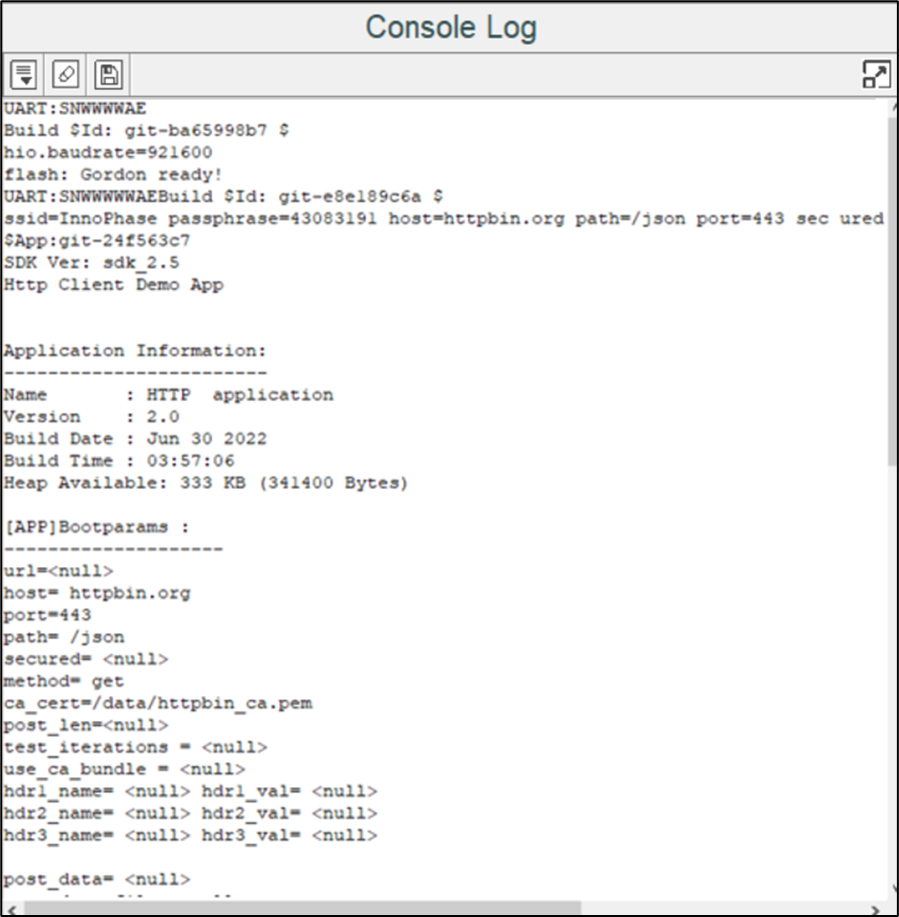 Console Log
UART:SNWWWWAE
Build $Id: git-ba65998b7 $
hio.baudrate=921600
flash: Gordon ready!
UART:SNWWWWWAEBuild $Id: git-e8e189c6a $
ssid=InnoPhase passphrase=43083191 host=httpbin.org path=/json port=443 sec ured
$App:git-24f563c7
SDK Ver: sdk_2.5
Http Client Demo App
Application Information:
------------------------
Name       : HTTP  application
Version    : 2.0
Build Date : Jun 30 2022
Build Time : 03:57:06
Heap Available: 333 KB (341400 Bytes)
[APP]Bootparams :
--------------------
url=<null>
host= httpbin.org
port=443
path= /json
secured= <null>
method= get
ca_cert=/data/httpbin_ca.pem
post_len=<null>
test_iterations = <null>
use_ca_bundle = <null>
hdr1_name= <null> hdr1_val= <null>
hdr2_name= <null> hdr2_val= <null>
hdr3_name= <null> hdr3_val= <null>
post_data= <null>